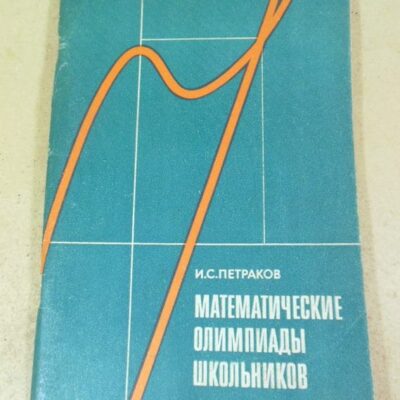 И.С.ПЕТРАКОВ
МАТЕМАТИЧЕСКИЕ
ОЛИМПИАДЫ
ШКОЛЬНИКОВ